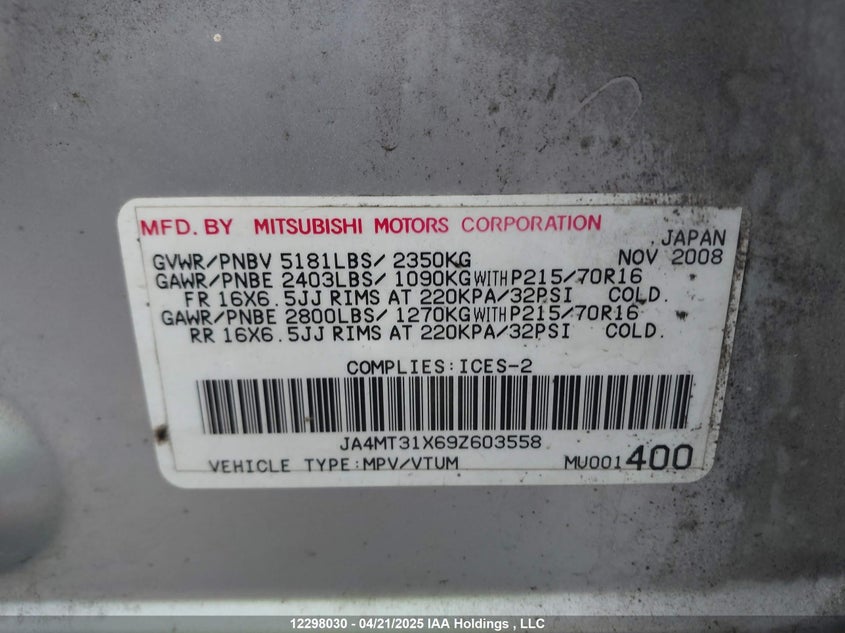 MFD. BY MITSUBISHI MOTORS CORPORATION
JAPAN
GVWR/PNBV 5181LBS/ 2350KG NOV 2008
GAWR/PNBE 2403LBS/ 1090KG WITH P215/70R16
FR 16X6.5JJ RIMS AT 220KPA/32PSI COLD.
GAWR/PNBE 2800LBS/ 1270KG WITH P215/70R16
RR 16X6.5JJ RIMS AT 220KPA/32PSI COLD.
COMPLIES:ICES-2
JA4MT31X69Z603558
VEHICLE TYPE:MPV/VTUM MU001400
12298030 - 04/21/2025 IAA Holdings , LLC